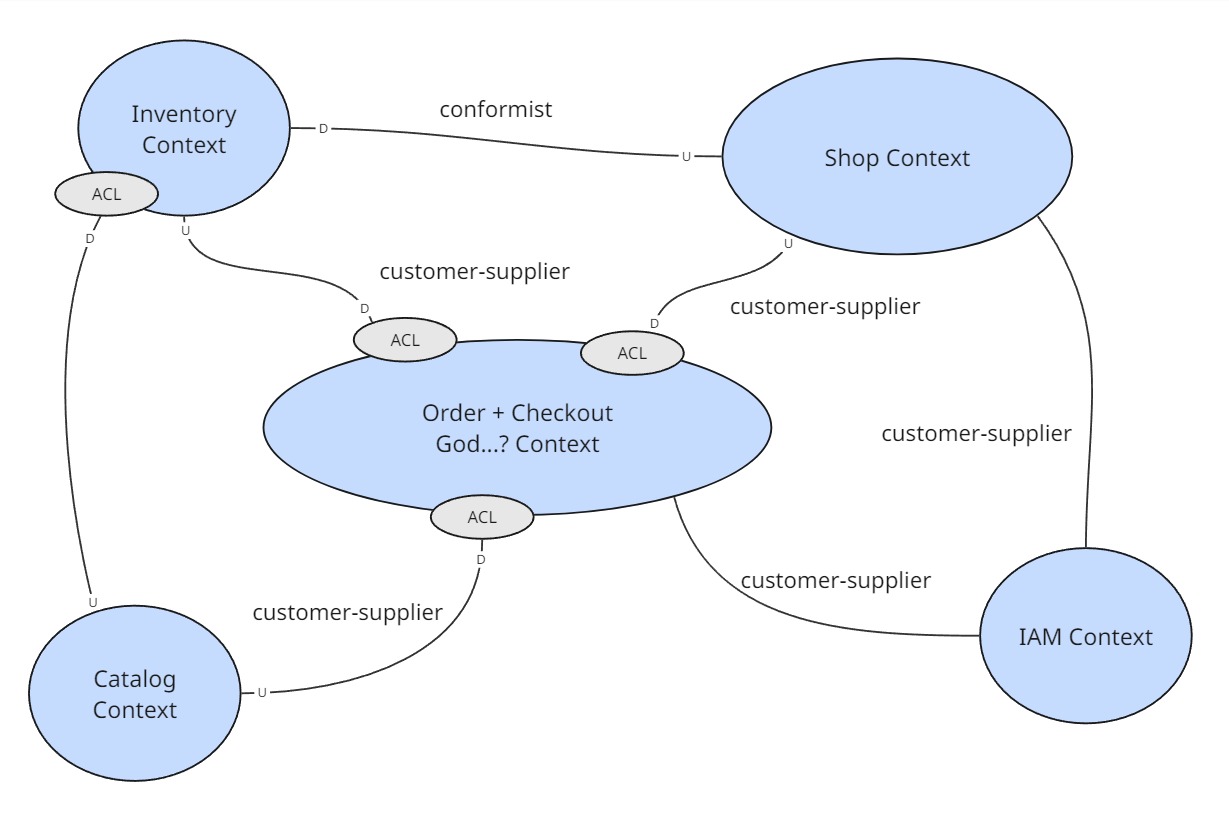 Inventory
Context
conformist
Shop Context
D
U
ACL
D
U
U
customer-supplier
customer-supplier
D
D
ACL
ACL
Order + Checkout
God...? Context
customer-supplier
ACL
D
customer-supplier
U
customer-supplier
IAM Context
Catalog
Context
U